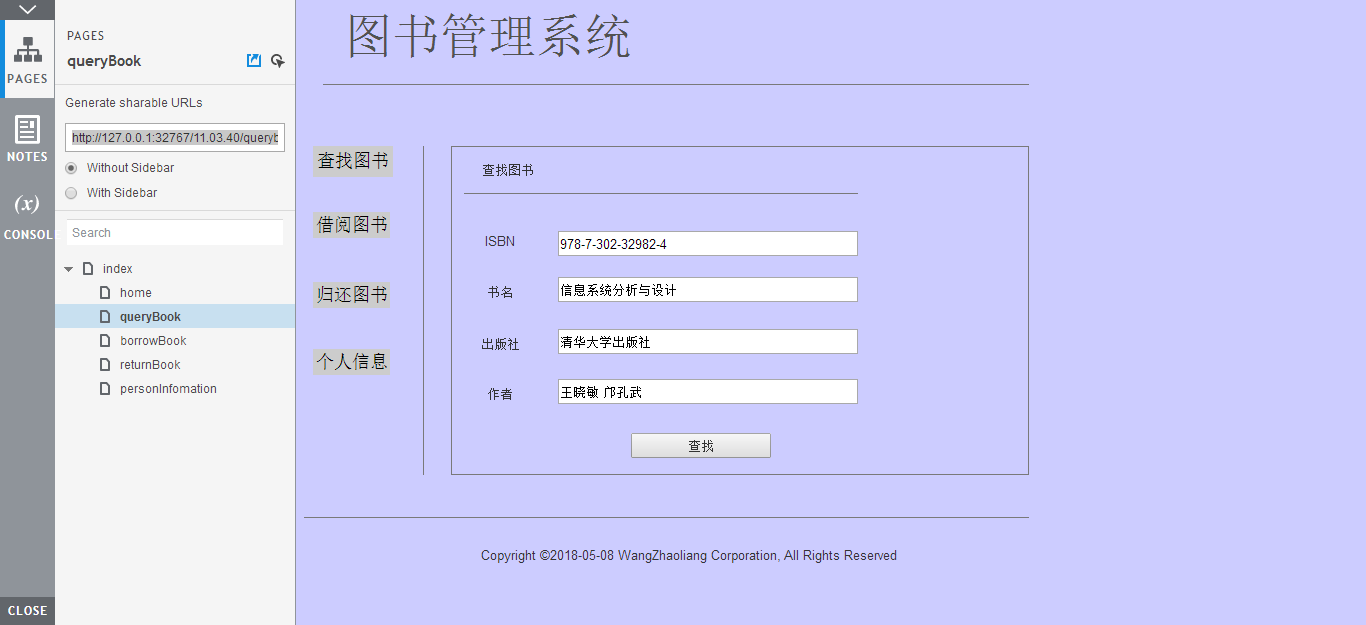 PAGES
NOTES
(x)
CONSOL
CLOSE
PAGES
queryBook
Generate sharable URLs
http://127.0.0.1:32767/11.03.40/queryb
Without Sidebar
With Sidebar
Search
index
home
queryBook
borrowBook
returnBook
personInfomation
图书管理系统
查找图书
借阅图书
归还图书
个人信息
查找图书
ISBN 978-7-302-32982-4
书名 信息系统分析与设计
出版社 清华大学出版社
作者 王晓敏 邝孔武
查找
Copyright ©2018-05-08 WangZhaoliang Corporation, All Rights Reserved